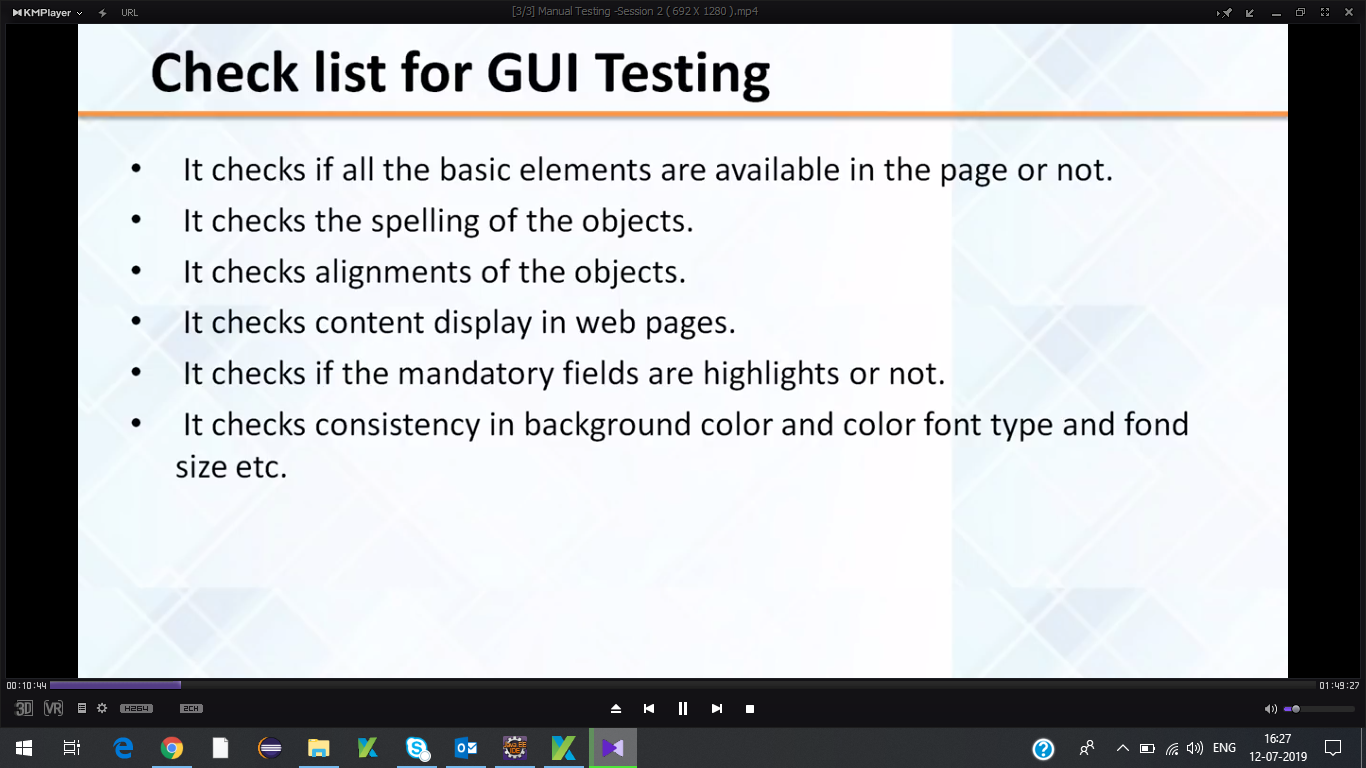 KMPlayer URL [3/3] Manual Testing -Session 2 ( 692 X 1280 ).mp4
Check list for GUI Testing
• It checks if all the basic elements are available in the page or not.
• It checks the spelling of the objects.
• It checks alignments of the objects.
• It checks content display in web pages.
• It checks if the mandatory fields are highlights or not.
• It checks consistency in background color and color font type and fond
size etc.
00:10:44 01:49:27
3D VR H264 2CH
ENG 16:27
12-07-2019